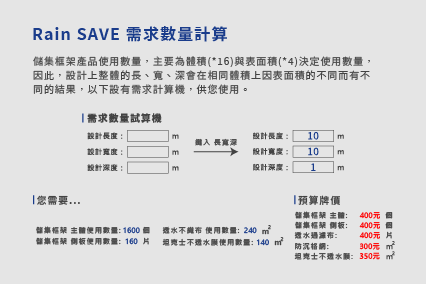 Rain SAVE 需求數量計算
儲集框架產品使用數量，主要為體積(*16)與表面積(*4)決定使用數量，
因此，設計上整體的長、寬、深會在相同體積上因表面積的不同而有不
同的結果，以下設有需求計算機，供您使用。
需求數量試算機
設計長度： m
設計寬度： m
設計深度： m
鍵入 長寬深
設計長度： 10 m
設計寬度： 10 m
設計深度： 1 m
您需要...
儲集框架 主體使用數量: 1600 個
儲集框架 側板使用數量: 160 片
透水不織布 使用數量: 240 m²
坦克士不透水膜使用數量: 140 m²
預算牌價
儲集框架 主體: 400元 個
儲集框架 側板: 400元 個
透水過濾布: 400元 片
防沉格網: 300元 m²
坦克士不透水膜: 350元 m²